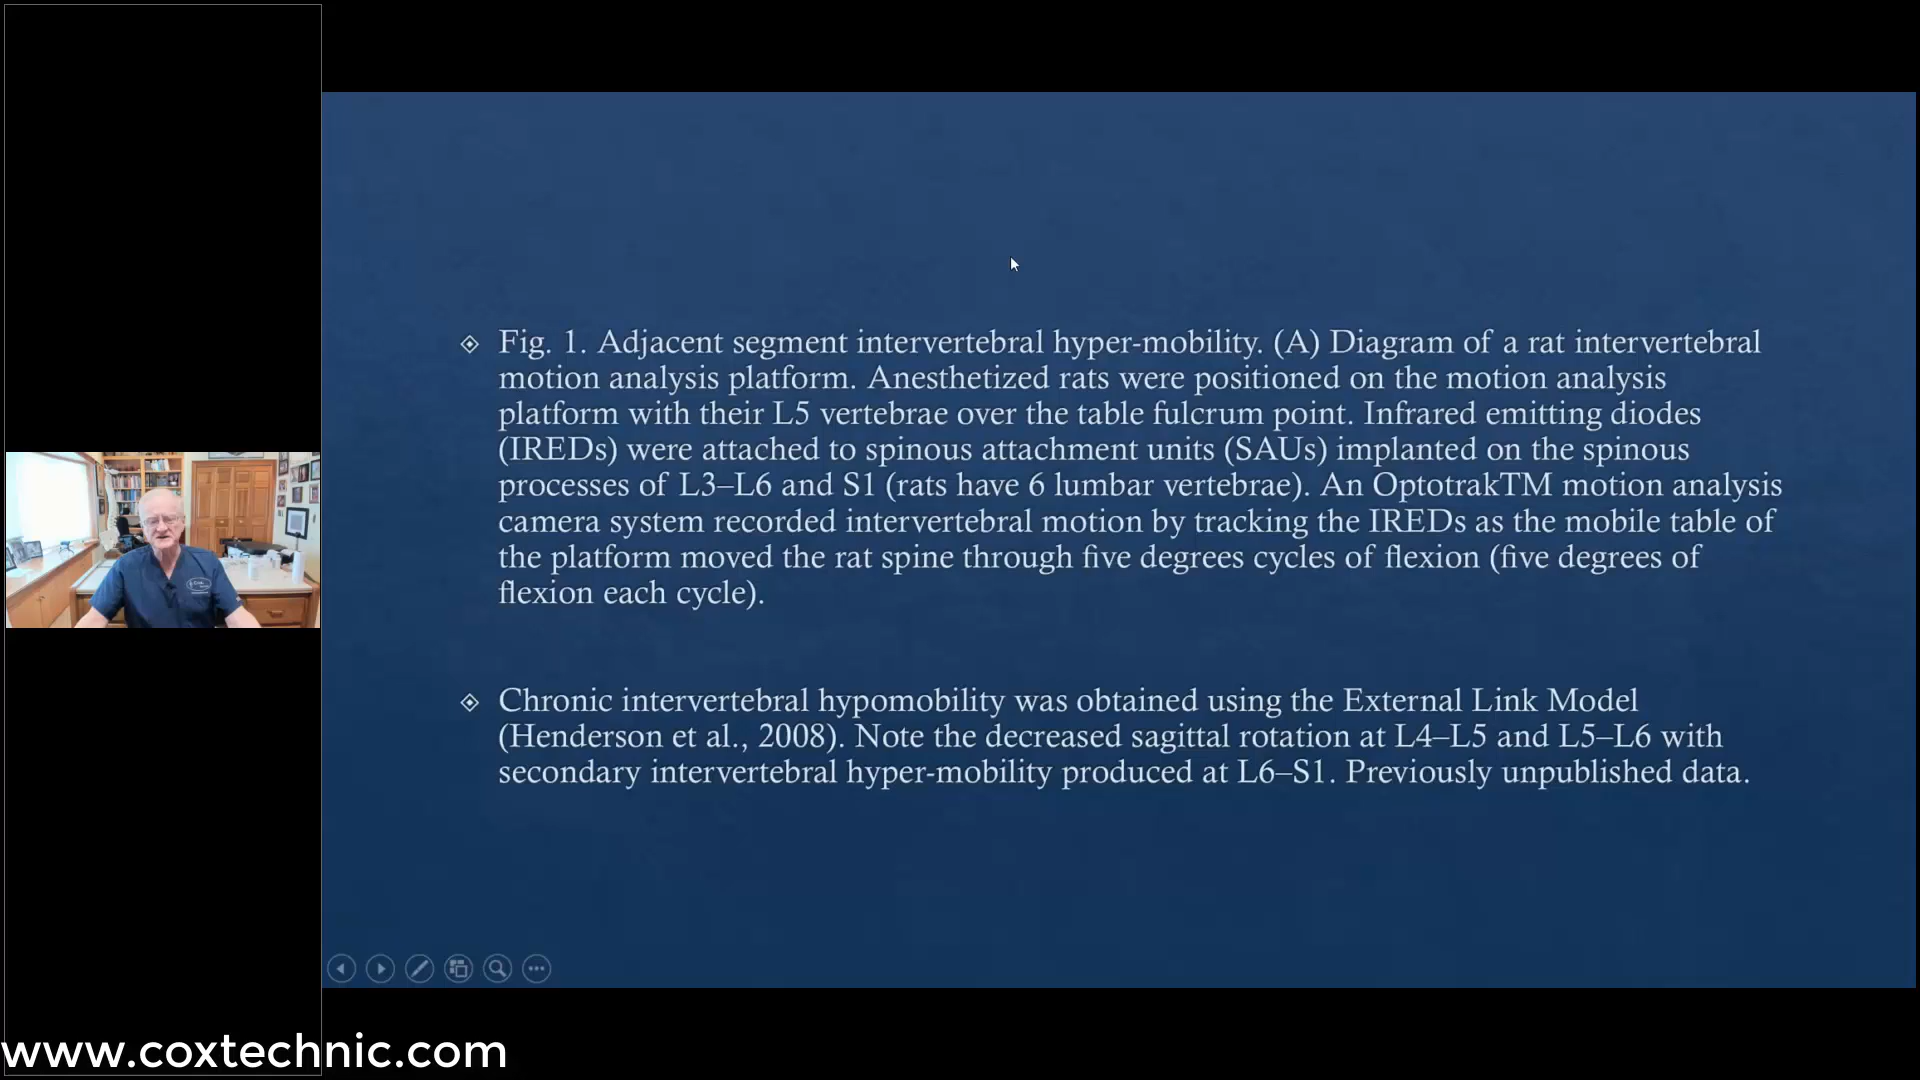 Fig. 1. Adjacent segment intervertebral hyper-mobility. (A) Diagram of a rat intervertebral
motion analysis platform. Anesthetized rats were positioned on the motion analysis
platform with their L5 vertebrae over the table fulcrum point. Infrared emitting diodes
(IREDs) were attached to spinous attachment units (SAUs) implanted on the spinous
processes of L3–L6 and S1 (rats have 6 lumbar vertebrae). An OptotrakTM motion analysis
camera system recorded intervertebral motion by tracking the IREDs as the mobile table of
the platform moved the rat spine through five degrees cycles of flexion (five degrees of
flexion each cycle).
Chronic intervertebral hypomobility was obtained using the External Link Model
(Henderson et al., 2008). Note the decreased sagittal rotation at L4–L5 and L5–L6 with
secondary intervertebral hyper-mobility produced at L6–S1. Previously unpublished data.
www.coxtechnic.com